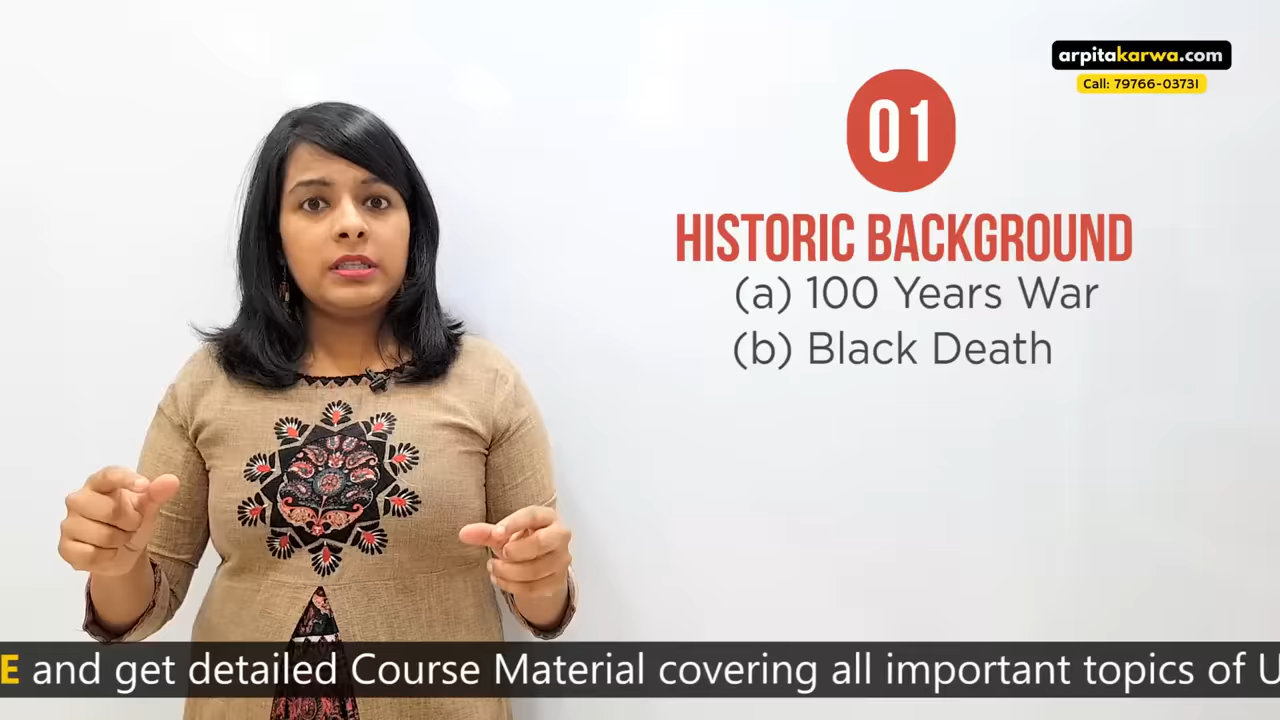 arpitakarwa.com
Call: 79766-03731
01
HISTORIC BACKGROUND
(a) 100 Years War
(b) Black Death
E and get detailed Course Material covering all important topics of U